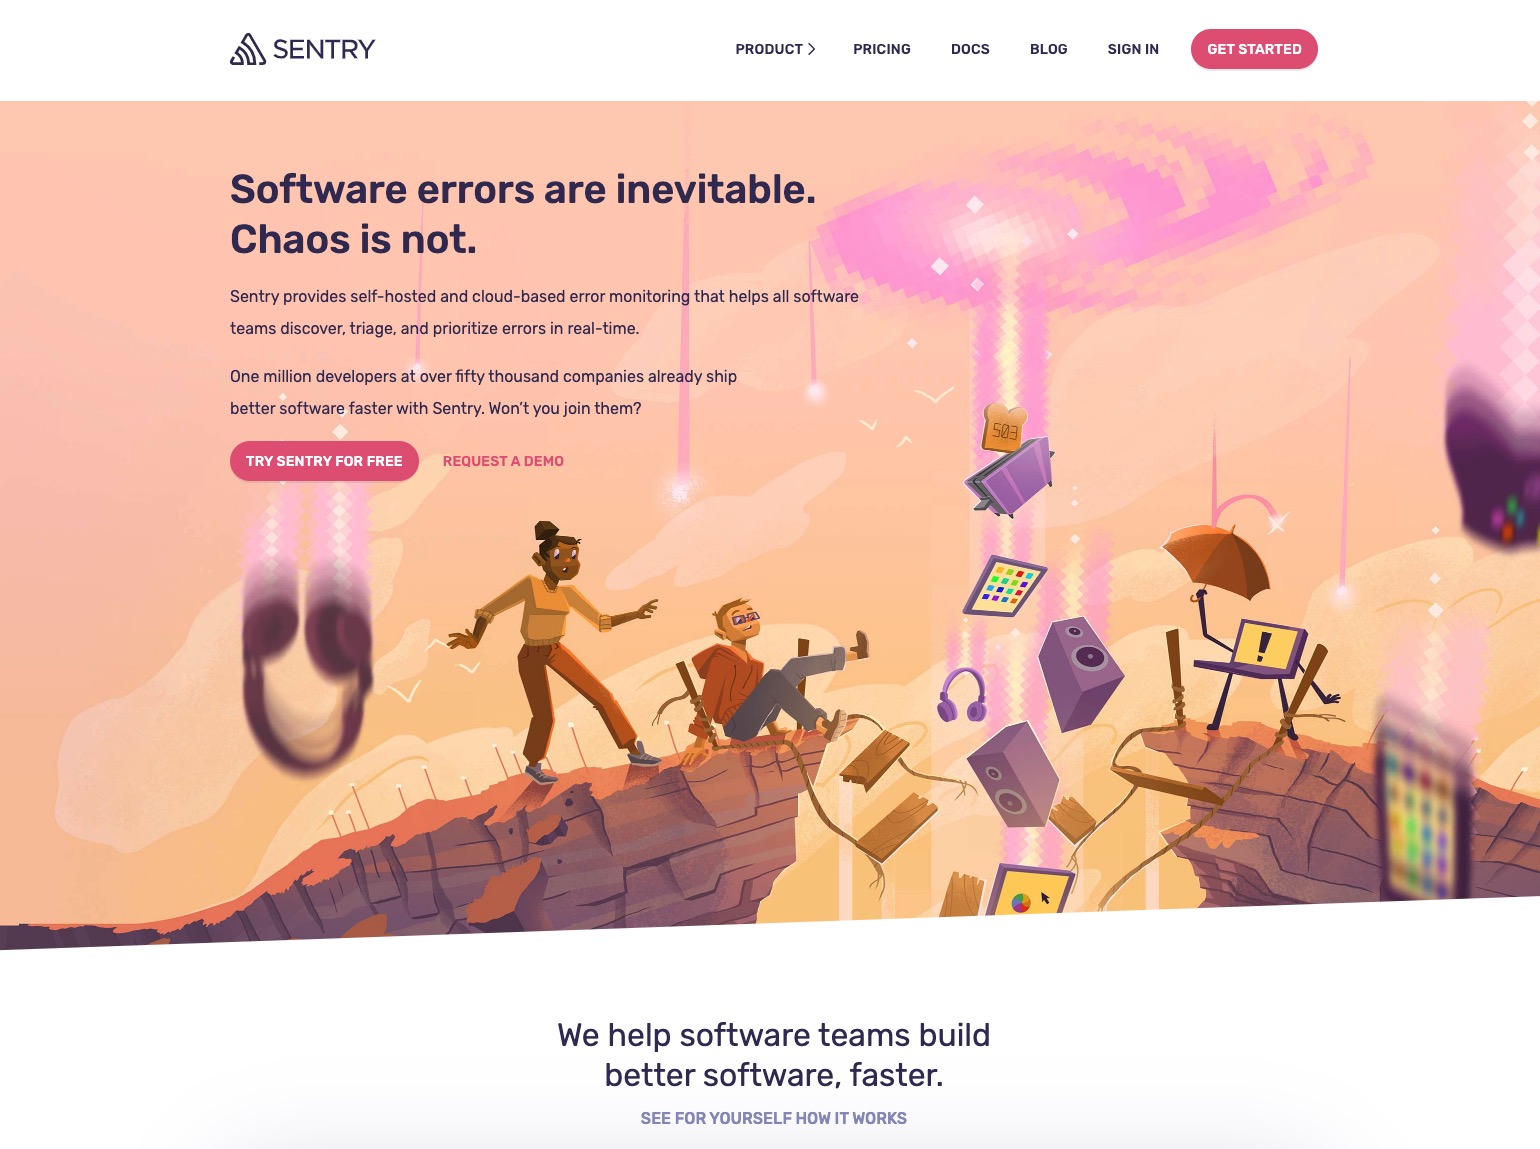 SENTRY
PRODUCT
PRICING
DOCS
BLOG
SIGN IN
GET STARTED
Software errors are inevitable.
Chaos is not.
Sentry provides self-hosted and cloud-based error monitoring that helps all software
teams discover, triage, and prioritize errors in real-time.
One million developers at over fifty thousand companies already ship
better software faster with Sentry. Won’t you join them?
TRY SENTRY FOR FREE
REQUEST A DEMO
503
!
We help software teams build
better software, faster.
SEE FOR YOURSELF HOW IT WORKS